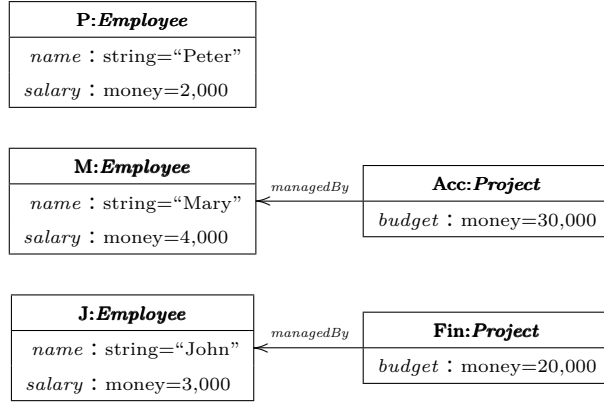 P:Employee
name : string=“Peter”
salary : money=2,000
M:Employee
name : string=“Mary”
salary : money=4,000
managedBy
Acc:Project
budget : money=30,000
J:Employee
name : string=“John”
salary : money=3,000
managedBy
Fin:Project
budget : money=20,000